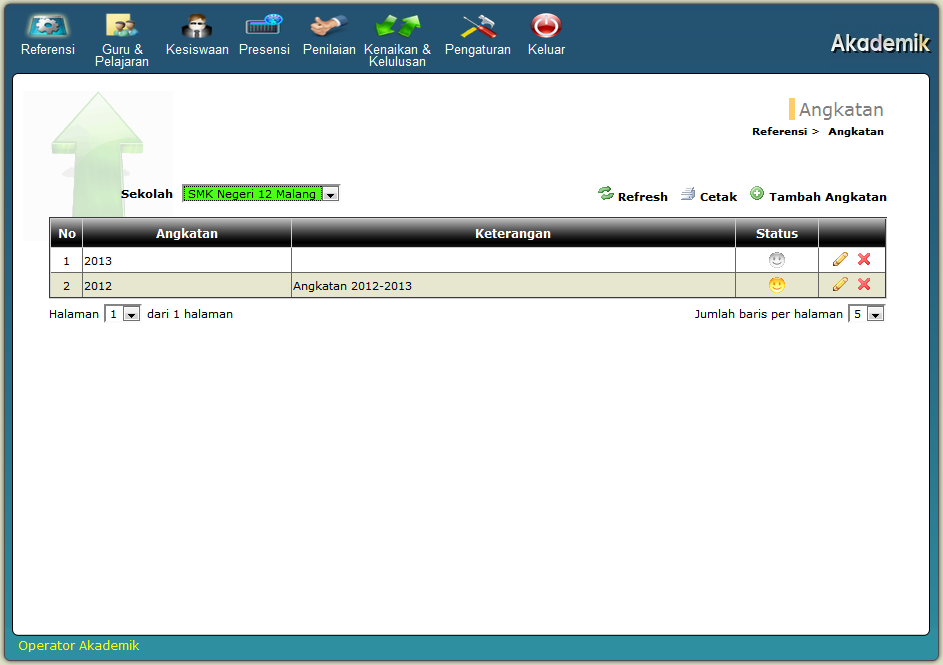 Referensi
Guru &
Pelajaran
Kesiswaan
Presensi
Penilaian
Kenaikan &
Kelulusan
Pengaturan
Keluar
Akademik
Angkatan
Referensi > Angkatan
Sekolah SMK Negeri 12 Malang Refresh Cetak Tambah Angkatan
No Angkatan Keterangan Status
1 2013
2 2012 Angkatan 2012-2013
Halaman 1 dari 1 halaman Jumlah baris per halaman 5
Operator Akademik